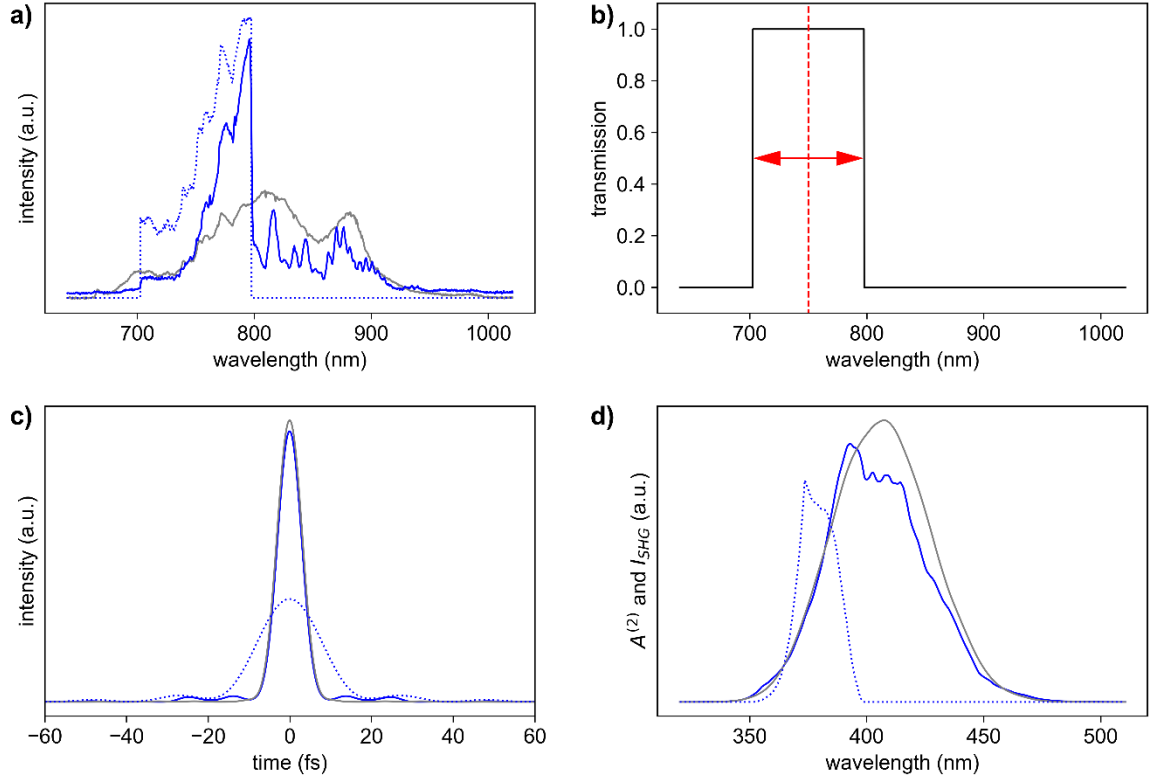 a)
intensity (a.u.)
700 800 900 1000
wavelength (nm)
b)
transmission
1.0
0.8
0.6
0.4
0.2
0.0
700 800 900 1000
wavelength (nm)
c)
intensity (a.u.)
−60 −40 −20 0 20 40 60
time (fs)
d)
A(2) and ISHG (a.u.)
350 400 450 500
wavelength (nm)